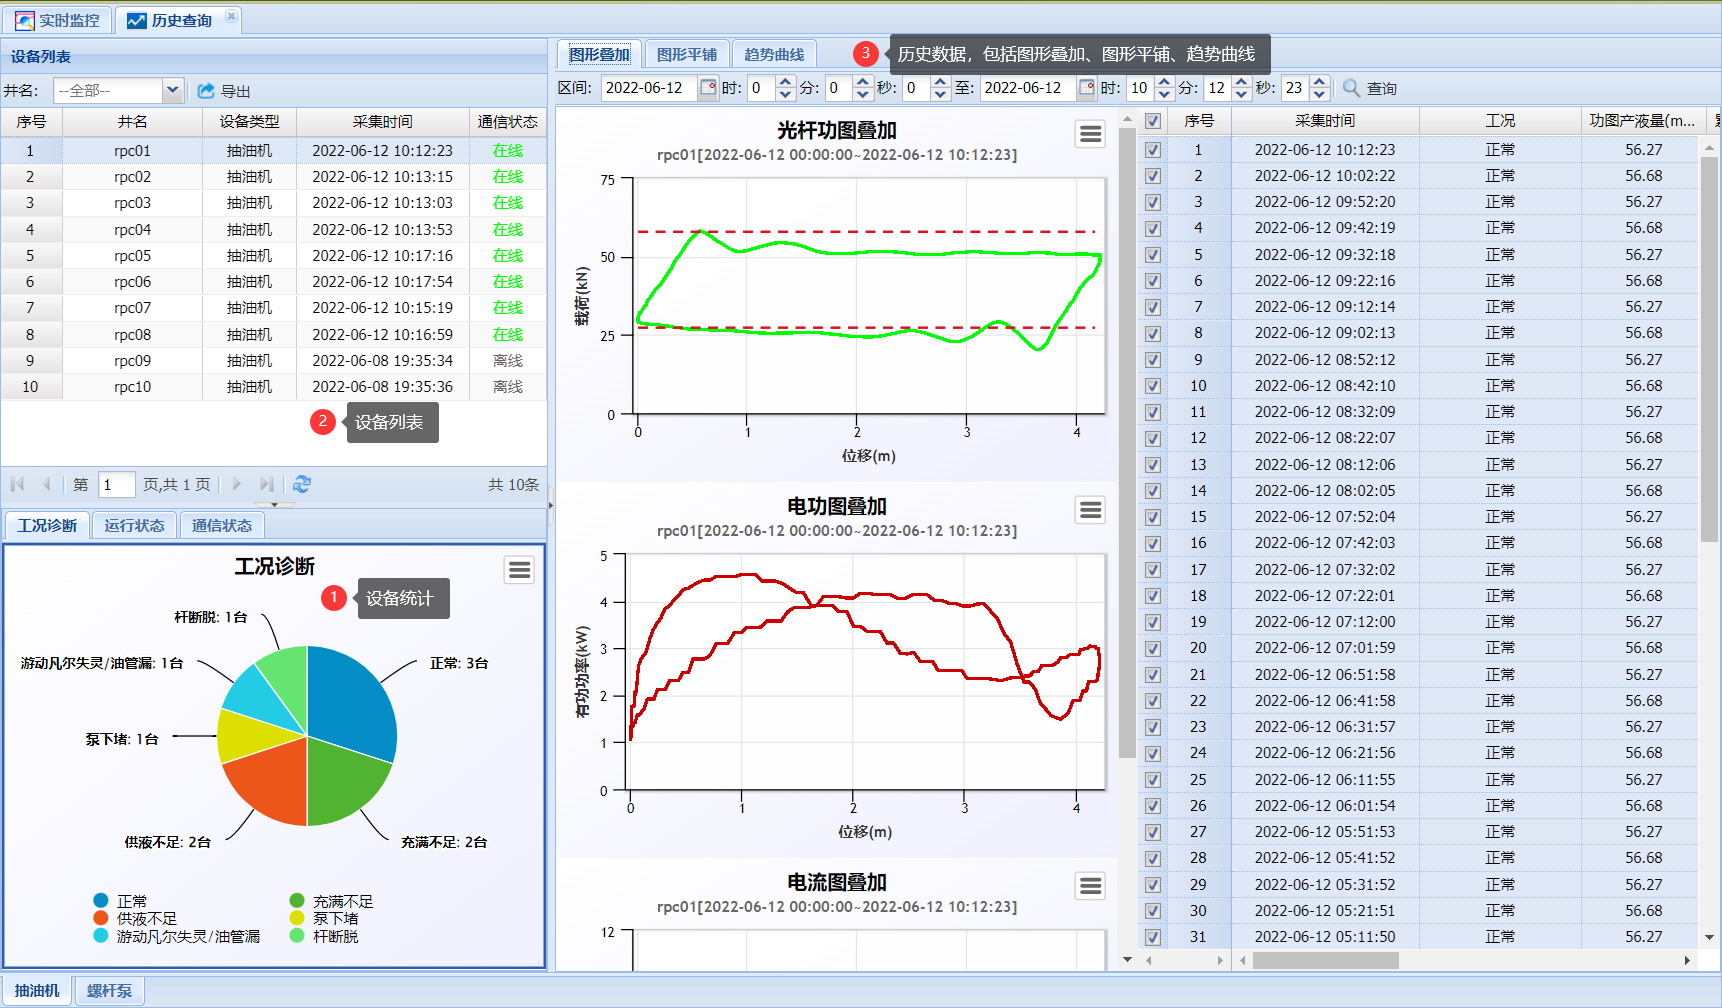 实时监控
历史查询
设备列表
井名:
--全部--
导出
序号 井名 设备类型 采集时间 通信状态
1 rpc01 抽油机 2022-06-12 10:12:23 在线
2 rpc02 抽油机 2022-06-12 10:13:15 在线
3 rpc03 抽油机 2022-06-12 10:13:03 在线
4 rpc04 抽油机 2022-06-12 10:13:53 在线
5 rpc05 抽油机 2022-06-12 10:17:16 在线
6 rpc06 抽油机 2022-06-12 10:17:54 在线
7 rpc07 抽油机 2022-06-12 10:15:19 在线
8 rpc08 抽油机 2022-06-12 10:16:59 在线
9 rpc09 抽油机 2022-06-08 19:35:34 离线
10 rpc10 抽油机 2022-06-08 19:35:36 离线
2 设备列表
第 1 页,共 1 页
共 10条
工况诊断 运行状态 通信状态
工况诊断
1 设备统计
杆断脱: 1台
游动凡尔失灵/油管漏: 1台
正常: 3台
泵下堵: 1台
供液不足: 2台
充满不足: 2台
正常
充满不足
供液不足
泵下堵
游动凡尔失灵/油管漏
杆断脱
抽油机 螺杆泵
图形叠加 图形平铺 趋势曲线
3 历史数据，包括图形叠加、图形平铺、趋势曲线
区间: 2022-06-12 时: 0 分: 0 秒: 0 至: 2022-06-12 时: 10 分: 12 秒: 23 查询
光杆功图叠加
rpc01[2022-06-12 00:00:00~2022-06-12 10:12:23]
75
50
25
0
载荷(kN)
0 1 2 3 4
位移(m)
电功图叠加
rpc01[2022-06-12 00:00:00~2022-06-12 10:12:23]
5
4
3
2
1
0
有功功率(kW)
0 1 2 3 4
位移(m)
电流图叠加
rpc01[2022-06-12 00:00:00~2022-06-12 10:12:23]
12
序号 采集时间 工况 功图产液量(m...
1 2022-06-12 10:12:23 正常 56.27
2 2022-06-12 10:02:22 正常 56.68
3 2022-06-12 09:52:20 正常 56.27
4 2022-06-12 09:42:19 正常 56.68
5 2022-06-12 09:32:18 正常 56.27
6 2022-06-12 09:22:16 正常 56.68
7 2022-06-12 09:12:14 正常 56.27
8 2022-06-12 09:02:13 正常 56.68
9 2022-06-12 08:52:12 正常 56.27
10 2022-06-12 08:42:10 正常 56.68
11 2022-06-12 08:32:09 正常 56.27
12 2022-06-12 08:22:07 正常 56.68
13 2022-06-12 08:12:06 正常 56.27
14 2022-06-12 08:02:05 正常 56.68
15 2022-06-12 07:52:04 正常 56.27
16 2022-06-12 07:42:03 正常 56.68
17 2022-06-12 07:32:02 正常 56.27
18 2022-06-12 07:22:01 正常 56.68
19 2022-06-12 07:12:00 正常 56.27
20 2022-06-12 07:01:59 正常 56.68
21 2022-06-12 06:51:58 正常 56.27
22 2022-06-12 06:41:58 正常 56.68
23 2022-06-12 06:31:57 正常 56.27
24 2022-06-12 06:21:56 正常 56.68
25 2022-06-12 06:11:55 正常 56.27
26 2022-06-12 06:01:54 正常 56.68
27 2022-06-12 05:51:53 正常 56.27
28 2022-06-12 05:41:52 正常 56.68
29 2022-06-12 05:31:52 正常 56.27
30 2022-06-12 05:21:51 正常 56.68
31 2022-06-12 05:11:50 正常 56.27